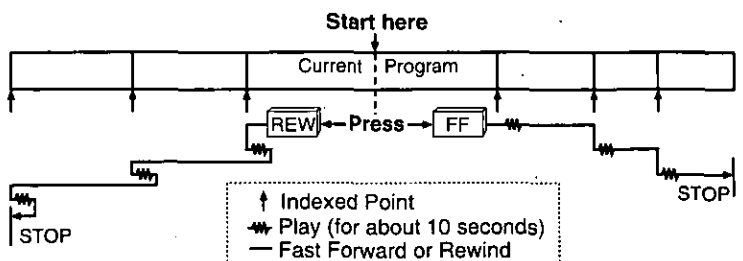 Start here
Current Program
REW Press FF
STOP
STOP
Indexed Point
Play (for about 10 seconds)
Fast Forward or Rewind